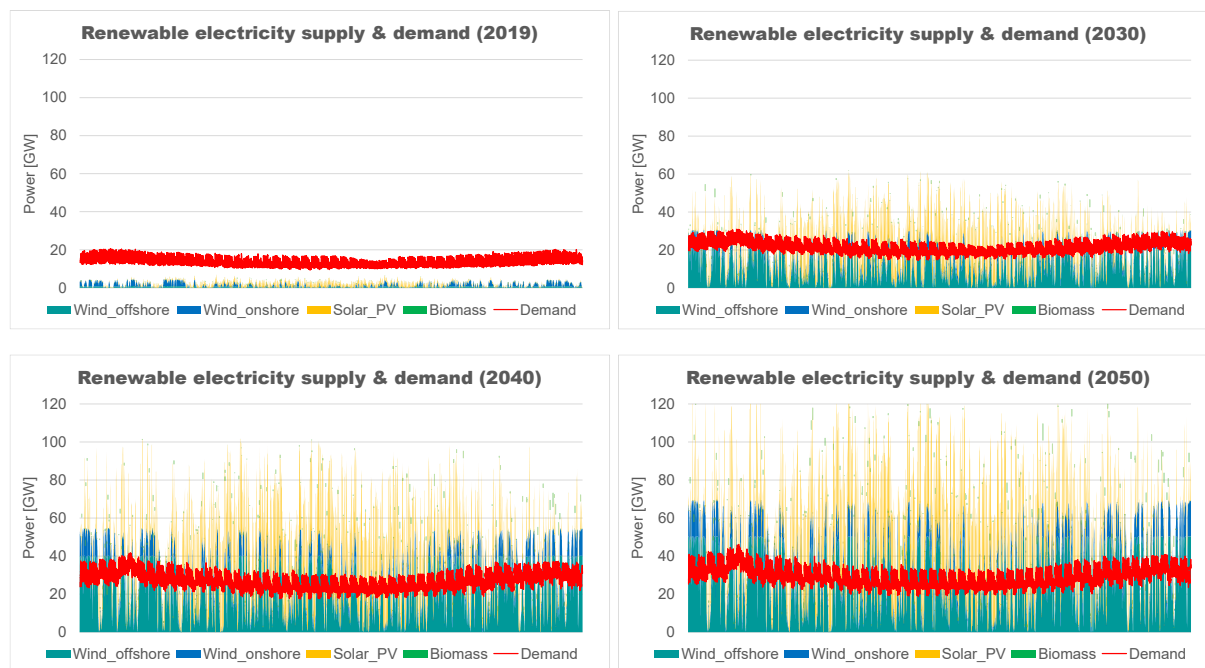 Renewable electricity supply & demand (2019)
120
100
80
60
40
20
0
Power [GW]
Wind_offshore Wind_onshore Solar_PV Biomass Demand
Renewable electricity supply & demand (2030)
120
100
80
60
40
20
0
Power [GW]
Wind_offshore Wind_onshore Solar_PV Biomass Demand
Renewable electricity supply & demand (2040)
120
100
80
60
40
20
0
Power [GW]
Wind_offshore Wind_onshore Solar_PV Biomass Demand
Renewable electricity supply & demand (2050)
120
100
80
60
40
20
0
Power [GW]
Wind_offshore Wind_onshore Solar_PV Biomass Demand